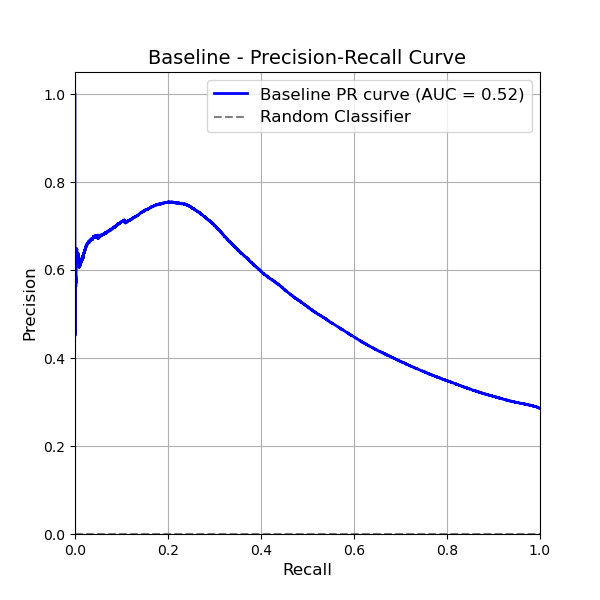 Baseline - Precision-Recall Curve
Baseline PR curve (AUC = 0.52)
Random Classifier
1.0
0.8
0.6
0.4
0.2
0.0
Precision
0.0 0.2 0.4 0.6 0.8 1.0
Recall